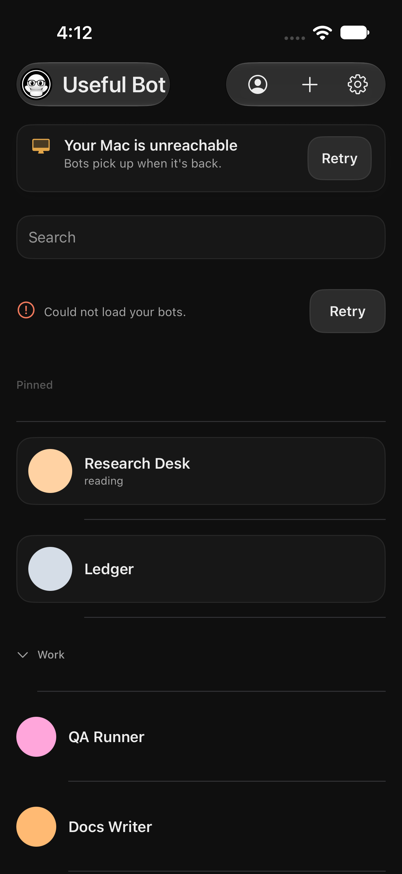 4:12
Useful Bot
Your Mac is unreachable
Bots pick up when it's back.
Retry
Search
Could not load your bots.
Retry
Pinned
Research Desk
reading
Ledger
Work
QA Runner
Docs Writer